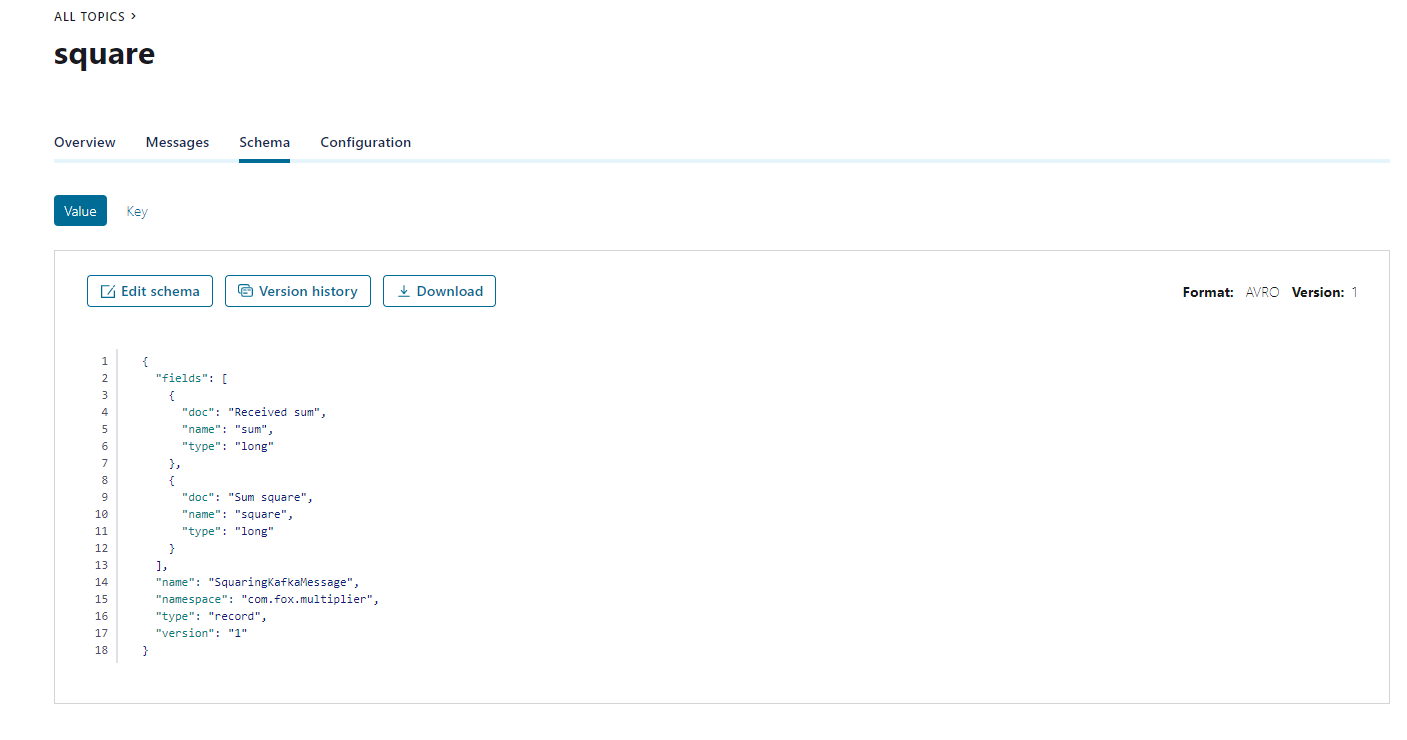 ALL TOPICS >
square
Overview Messages Schema Configuration
Value Key
Edit schema Version history Download Format: AVRO Version: 1
1 {
2 "fields": [
3 {
4 "doc": "Received sum",
5 "name": "sum",
6 "type": "long"
7 },
8 {
9 "doc": "Sum square",
10 "name": "square",
11 "type": "long"
12 }
13 ],
14 "name": "SquaringKafkaMessage",
15 "namespace": "com.fox.multiplier",
16 "type": "record",
17 "version": "1"
18 }